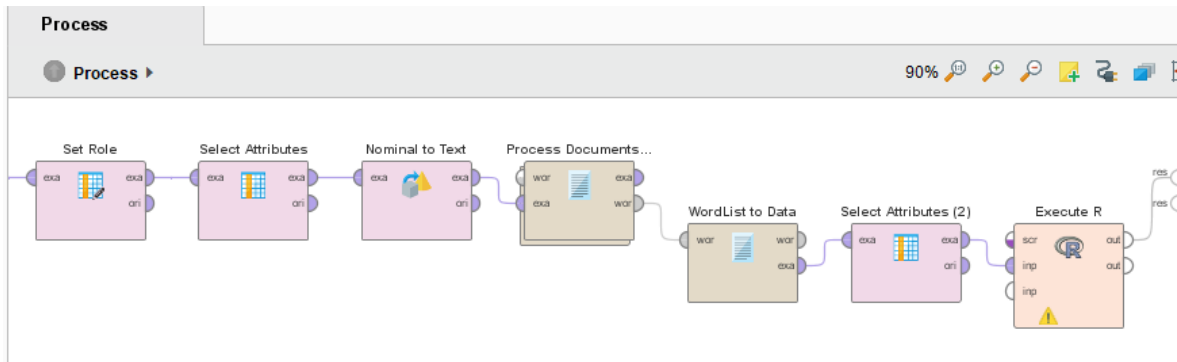 Process
Process
90%
Set Role
exa exa
ori
Select Attributes
exa exa
ori
Nominal to Text
exa exa
ori
Process Documents...
wor exa
exa wor
WordList to Data
wor wor
exa
Select Attributes (2)
exa exa
ori
Execute R
scr out
inp out
inp
res
res